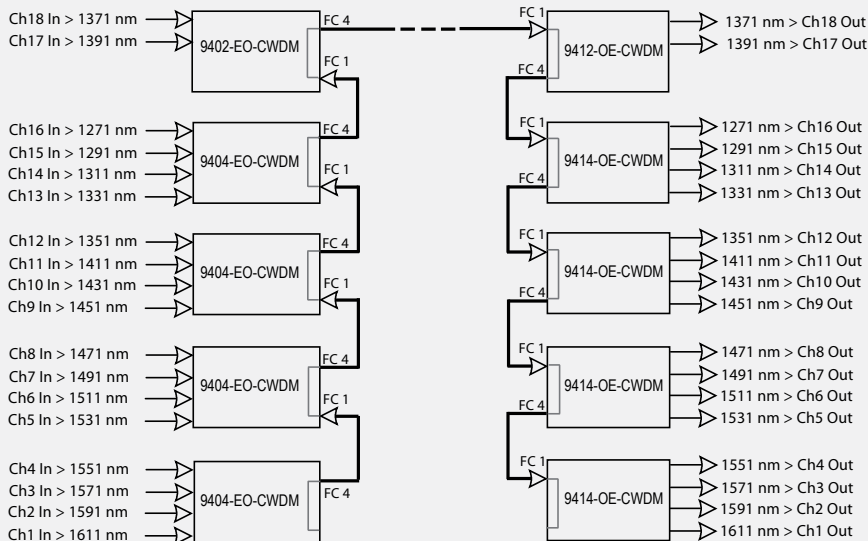 Ch18 In > 1371 nm
Ch17 In > 1391 nm
9402-EO-CWDM
FC 4
FC 1
FC 1
9412-OE-CWDM
FC 4
1371 nm > Ch18 Out
1391 nm > Ch17 Out
Ch16 In > 1271 nm
Ch15 In > 1291 nm
Ch14 In > 1311 nm
Ch13 In > 1331 nm
9404-EO-CWDM
FC 4
FC 1
FC 1
9414-OE-CWDM
FC 4
1271 nm > Ch16 Out
1291 nm > Ch15 Out
1311 nm > Ch14 Out
1331 nm > Ch13 Out
Ch12 In > 1351 nm
Ch11 In > 1411 nm
Ch10 In > 1431 nm
Ch9 In > 1451 nm
9404-EO-CWDM
FC 4
FC 1
FC 1
9414-OE-CWDM
FC 4
1351 nm > Ch12 Out
1411 nm > Ch11 Out
1431 nm > Ch10 Out
1451 nm > Ch9 Out
Ch8 In > 1471 nm
Ch7 In > 1491 nm
Ch6 In > 1511 nm
Ch5 In > 1531 nm
9404-EO-CWDM
FC 4
FC 1
FC 1
9414-OE-CWDM
FC 4
1471 nm > Ch8 Out
1491 nm > Ch7 Out
1511 nm > Ch6 Out
1531 nm > Ch5 Out
Ch4 In > 1551 nm
Ch3 In > 1571 nm
Ch2 In > 1591 nm
Ch1 In > 1611 nm
9404-EO-CWDM
FC 4
FC 1
9414-OE-CWDM
1551 nm > Ch4 Out
1571 nm > Ch3 Out
1591 nm > Ch2 Out
1611 nm > Ch1 Out